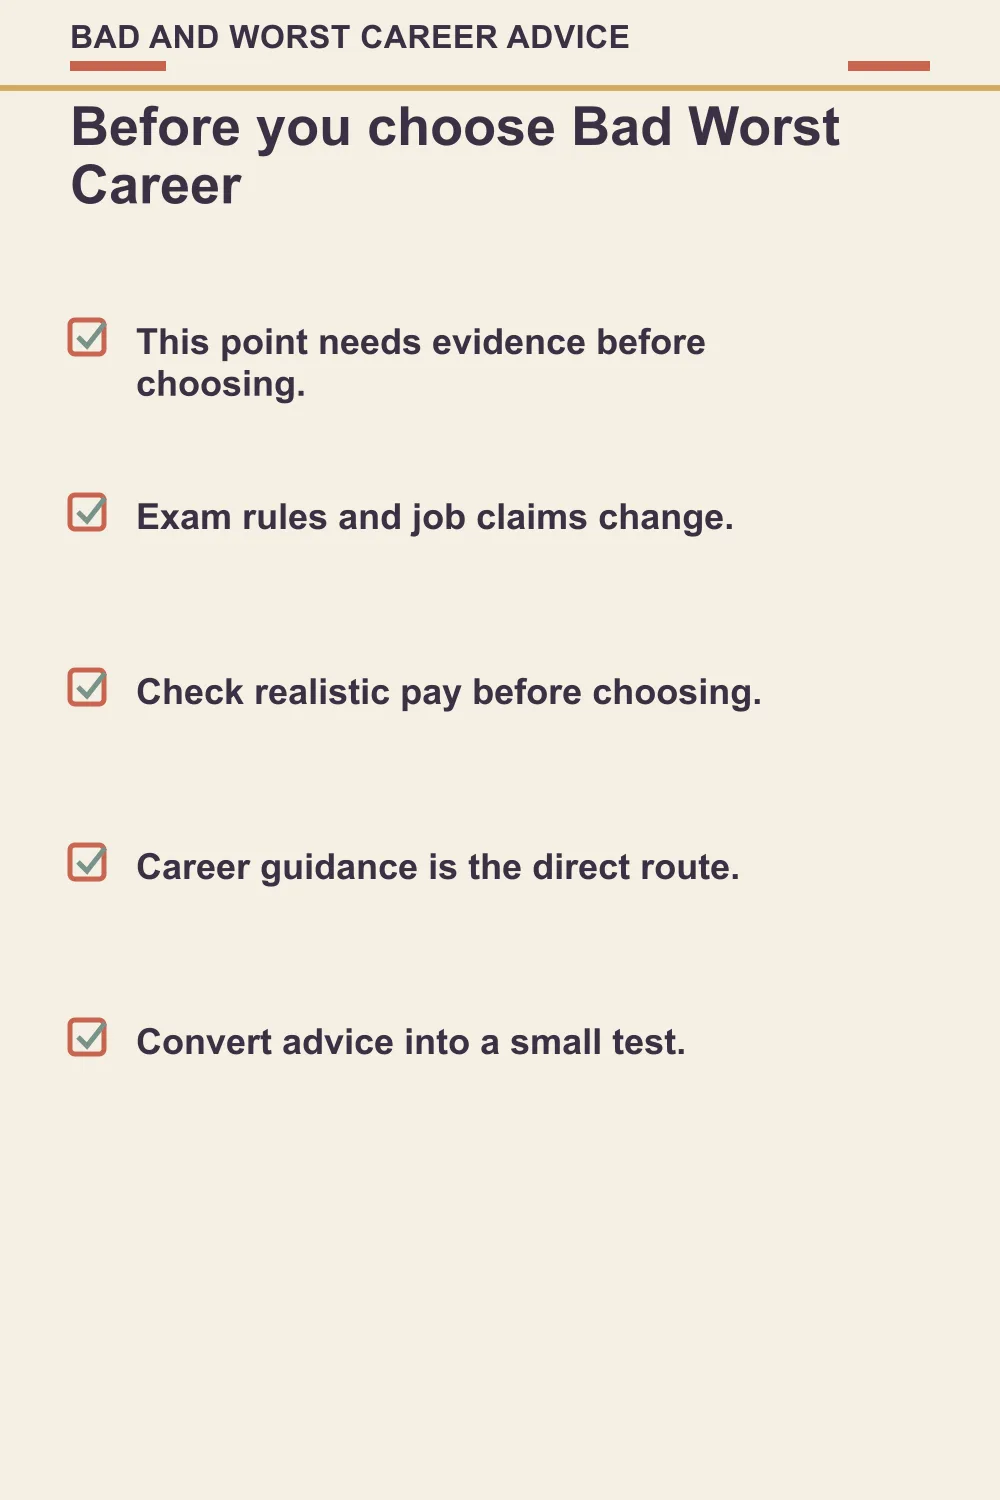 BAD AND WORST CAREER ADVICE
Before you choose Bad Worst
Career
This point needs evidence before
choosing.
Exam rules and job claims change.
Check realistic pay before choosing.
Career guidance is the direct route.
Convert advice into a small test.